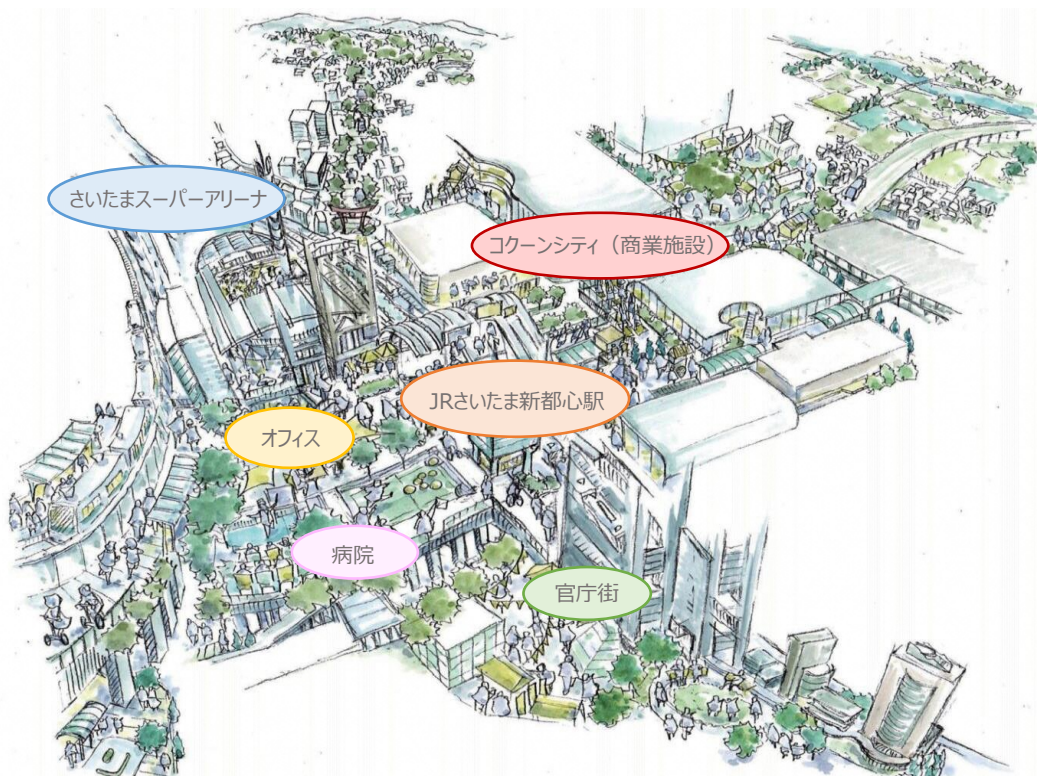 さいたまスーパーアリーナ
コクーンシティ（商業施設）
JRさいたま新都心駅
オフィス
病院
官庁街